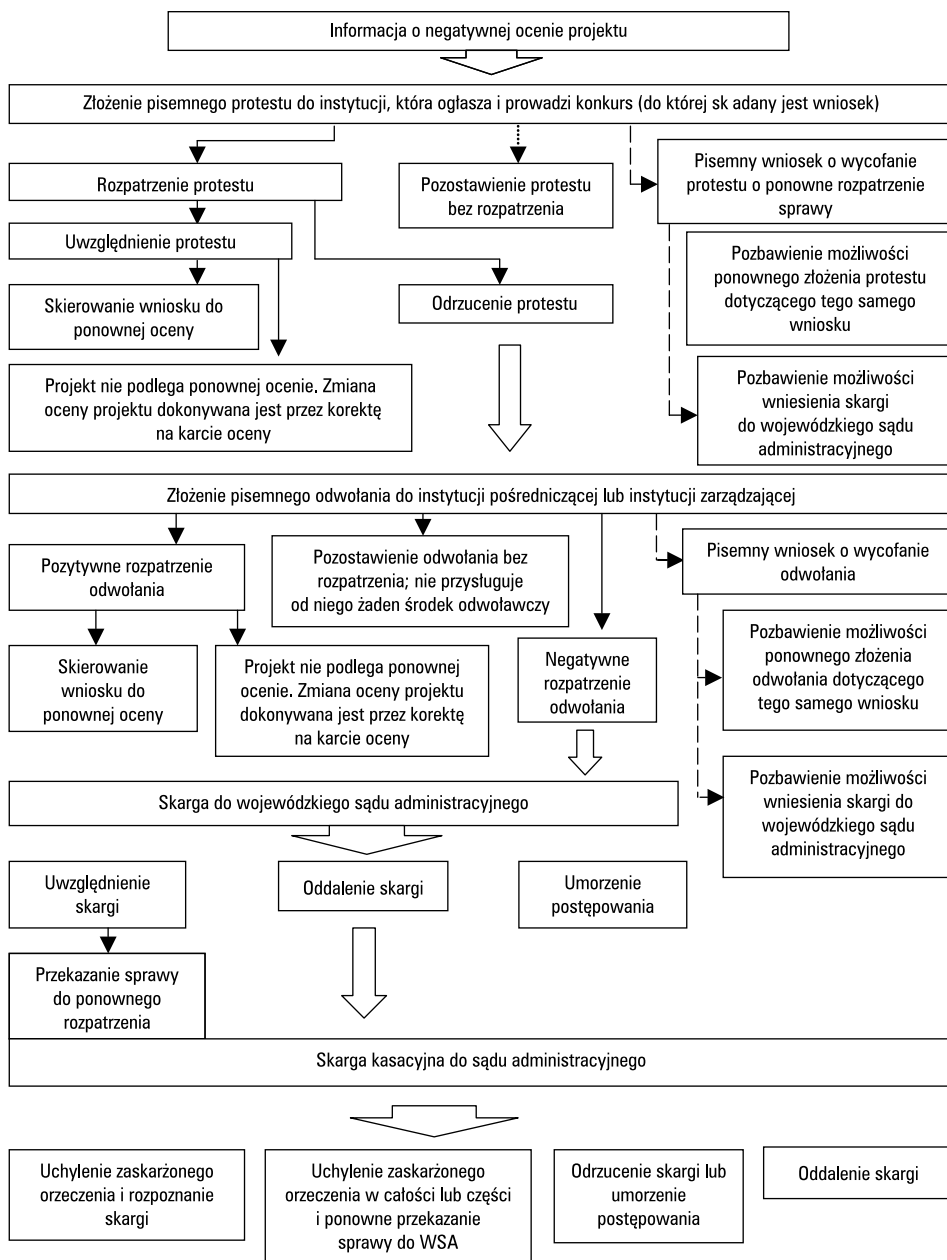 Informacja o negatywnej ocenie projektu
Złożenie pisemnego protestu do instytucji, która ogłasza i prowadzi konkurs (do której sk adany jest wniosek)
Rozpatrzenie protestu
Pozostawienie protestu
bez rozpatrzenia
Pisemny wniosek o wycofanie
protestu o ponowne rozpatrzenie
sprawy
Uwzględnienie protestu
Pozbawienie możliwości
ponownego złożenia protestu
dotyczącego tego samego
wniosku
Skierowanie wniosku do
ponownej oceny
Odrzucenie protestu
Projekt nie podlega ponownej ocenie. Zmiana
oceny projektu dokonywana jest przez korektę
na karcie oceny
Pozbawienie możliwości
wniesienia skargi
do wojewódzkiego sądu
administracyjnego
Złożenie pisemnego odwołania do instytucji pośredniczącej lub instytucji zarządzającej
Pozytywne rozpatrzenie
odwołania
Pozostawienie odwołania bez
rozpatrzenia; nie przysługuje
od niego żaden środek odwoławczy
Pisemny wniosek o wycofanie
odwołania
Skierowanie
wniosku do
ponownej oceny
Projekt nie podlega ponownej
ocenie. Zmiana oceny projektu
dokonywana jest przez korektę
na karcie oceny
Negatywne
rozpatrzenie
odwołania
Pozbawienie możliwości
ponownego złożenia
odwołania dotyczącego
tego samego wniosku
Skarga do wojewódzkiego sądu administracyjnego
Pozbawienie możliwości
wniesienia skargi do
wojewódzkiego sądu
administracyjnego
Uwzględnienie
skargi
Oddalenie skargi
Umorzenie
postępowania
Przekazanie sprawy
do ponownego
rozpatrzenia
Skarga kasacyjna do sądu administracyjnego
Uchylenie zaskarżonego
orzeczenia i rozpoznanie
skargi
Uchylenie zaskarżonego
orzeczenia w całości lub części
i ponowne przekazanie
sprawy do WSA
Odrzucenie skargi lub
umorzenie
postępowania
Oddalenie skargi